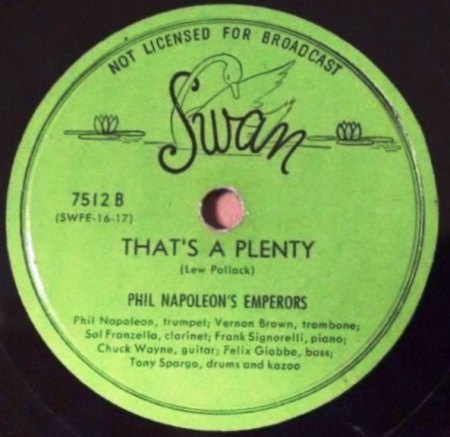 NOT LICENSED FOR BROADCAST
Swan
7512 B
(SWFE-16-17)
THAT'S A PLENTY
(Lew Pollack)
PHIL NAPOLEON'S EMPERORS
Phil Napoleon, trumpet; Vernon Brown, trombone;
Sal Franzella, clarinet; Frank Signorelli, piano;
Chuck Wayne, guitar; Felix Giobbe, bass;
Tony Spargo, drums and kazoo